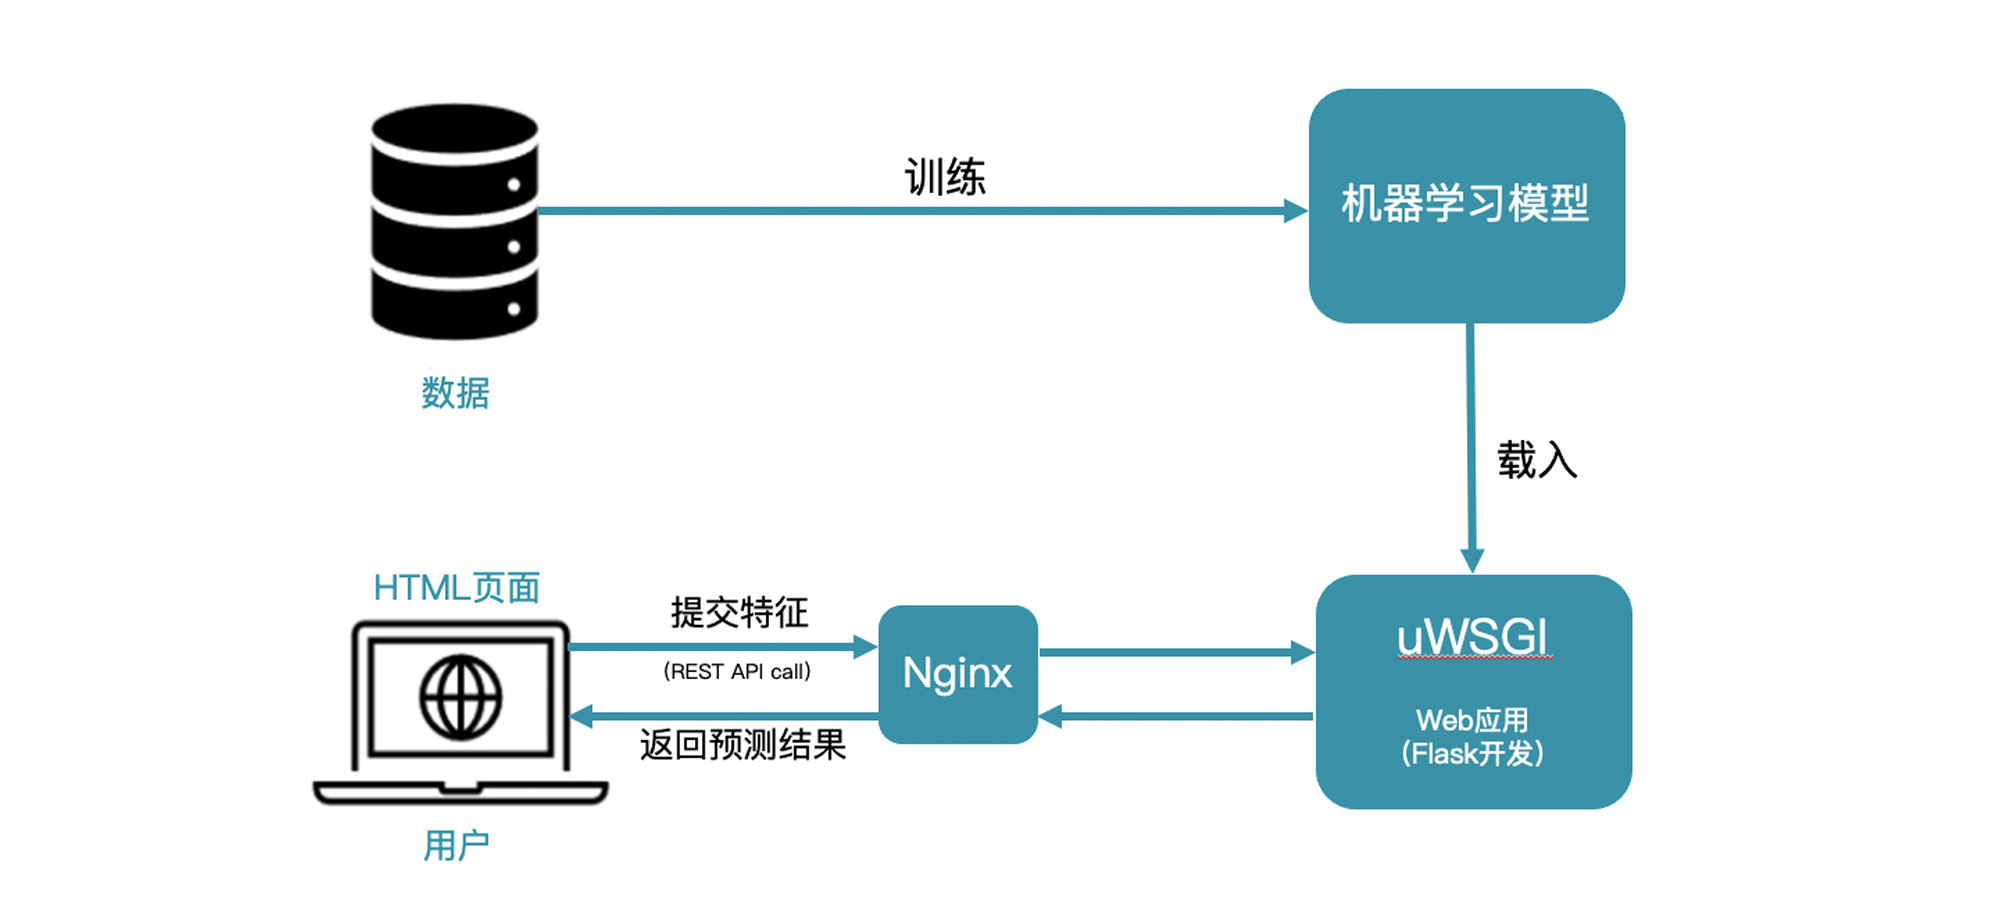 训练
机器学习模型
数据
载入
HTML页面
提交特征
(REST API call)
返回预测结果
Nginx
uWSGI
Web应用
(Flask开发)
用户